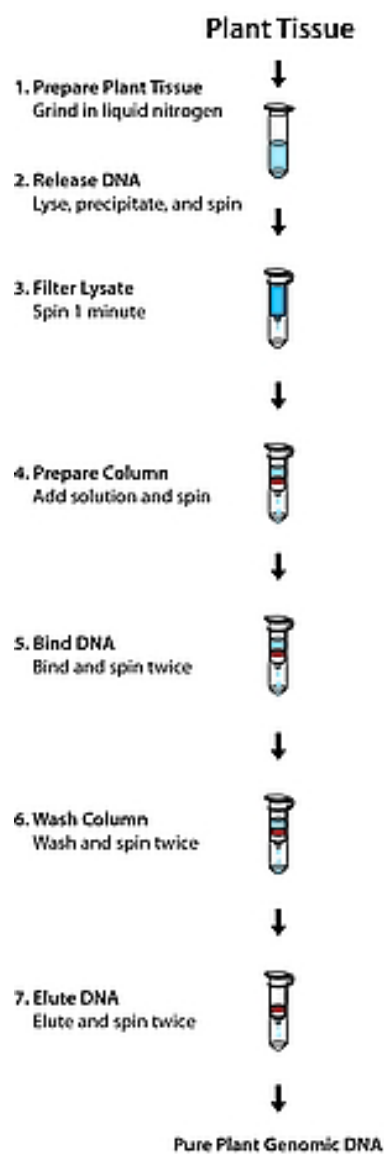 Plant Tissue
1. Prepare Plant Tissue
Grind in liquid nitrogen
2. Release DNA
Lyse, precipitate, and spin
3. Filter Lysate
Spin 1 minute
4. Prepare Column
Add solution and spin
5. Bind DNA
Bind and spin twice
6. Wash Column
Wash and spin twice
7. Elute DNA
Elute and spin twice
Pure Plant Genomic DNA